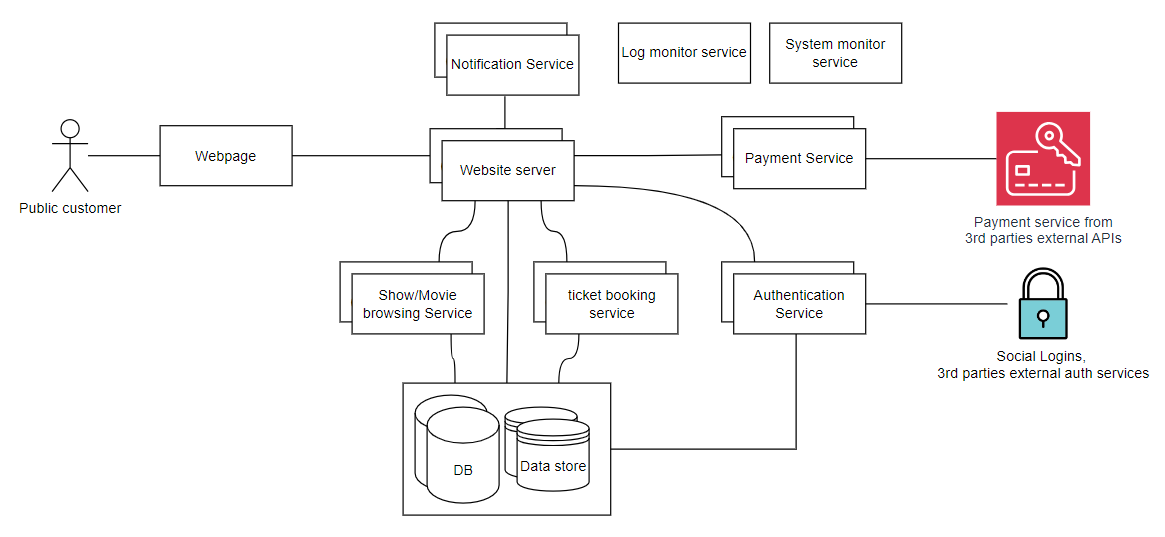 Notification Service
Log monitor service
System monitor
service
Webpage
Website server
Payment Service
Public customer
Payment service from
3rd parties external APIs
Show/Movie
browsing Service
ticket booking
service
Authentication
Service
Social Logins,
3rd parties external auth services
DB
Data store